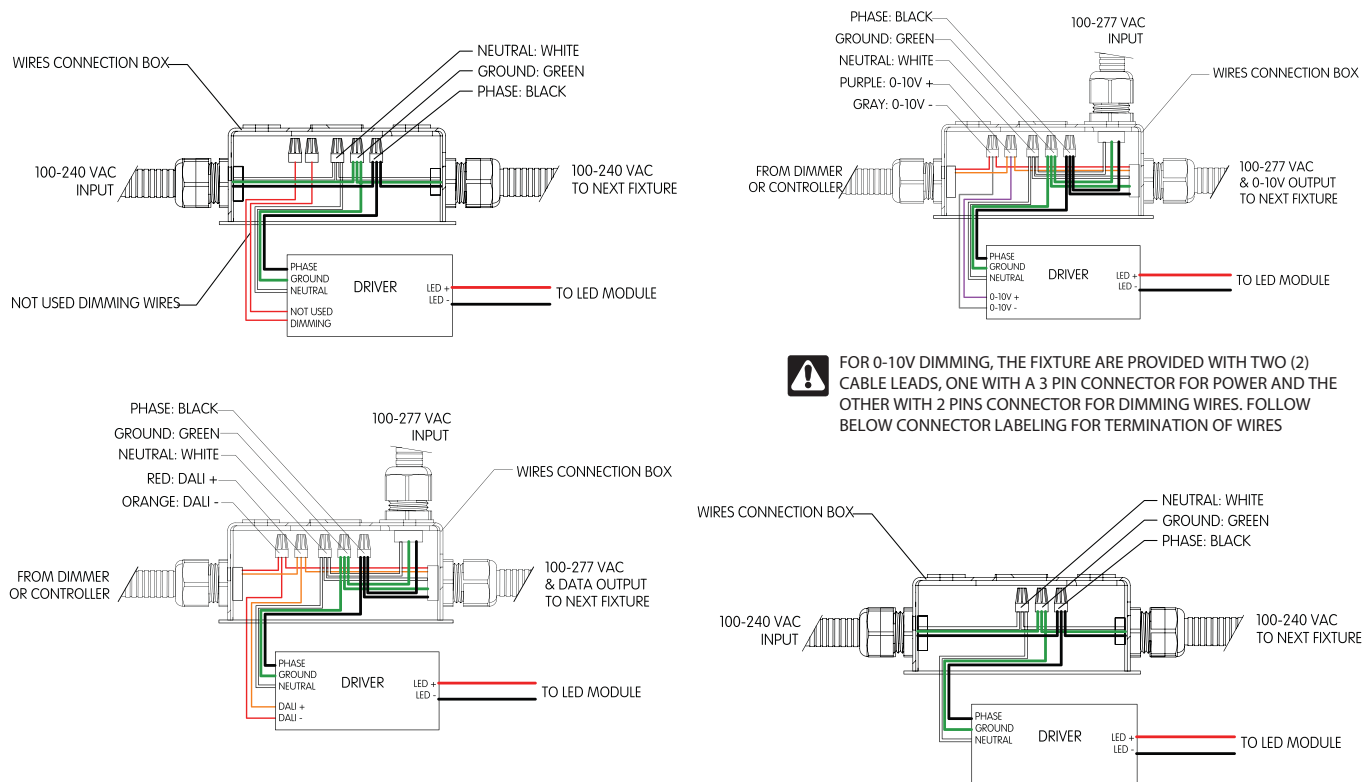 NEUTRAL: WHITE
GROUND: GREEN
PHASE: BLACK
WIRES CONNECTION BOX
100-240 VAC
INPUT
100-240 VAC
TO NEXT FIXTURE
NOT USED DIMMING WIRES
PHASE
GROUND
NEUTRAL
NOT USED
DIMMING
DRIVER
LED +
LED -
TO LED MODULE
PHASE: BLACK
GROUND: GREEN
NEUTRAL: WHITE
PURPLE: 0-10V +
GRAY: 0-10V -
100-277 VAC
INPUT
WIRES CONNECTION BOX
FROM DIMMER
OR CONTROLLER
100-277 VAC
& 0-10V OUTPUT
TO NEXT FIXTURE
PHASE
GROUND
NEUTRAL
0-10V +
0-10V -
DRIVER
LED +
LED -
TO LED MODULE
FOR 0-10V DIMMING, THE FIXTURE ARE PROVIDED WITH TWO (2)
CABLE LEADS, ONE WITH A 3 PIN CONNECTOR FOR POWER AND THE
OTHER WITH 2 PINS CONNECTOR FOR DIMMING WIRES. FOLLOW
BELOW CONNECTOR LABELING FOR TERMINATION OF WIRES
PHASE: BLACK
GROUND: GREEN
NEUTRAL: WHITE
RED: DALI +
ORANGE: DALI -
100-277 VAC
INPUT
WIRES CONNECTION BOX
FROM DIMMER
OR CONTROLLER
100-277 VAC
& DATA OUTPUT
TO NEXT FIXTURE
PHASE
GROUND
NEUTRAL
DALI +
DALI -
DRIVER
LED +
LED -
TO LED MODULE
NEUTRAL: WHITE
GROUND: GREEN
PHASE: BLACK
WIRES CONNECTION BOX
100-240 VAC
INPUT
100-240 VAC
TO NEXT FIXTURE
PHASE
GROUND
NEUTRAL
DRIVER
LED +
LED -
TO LED MODULE